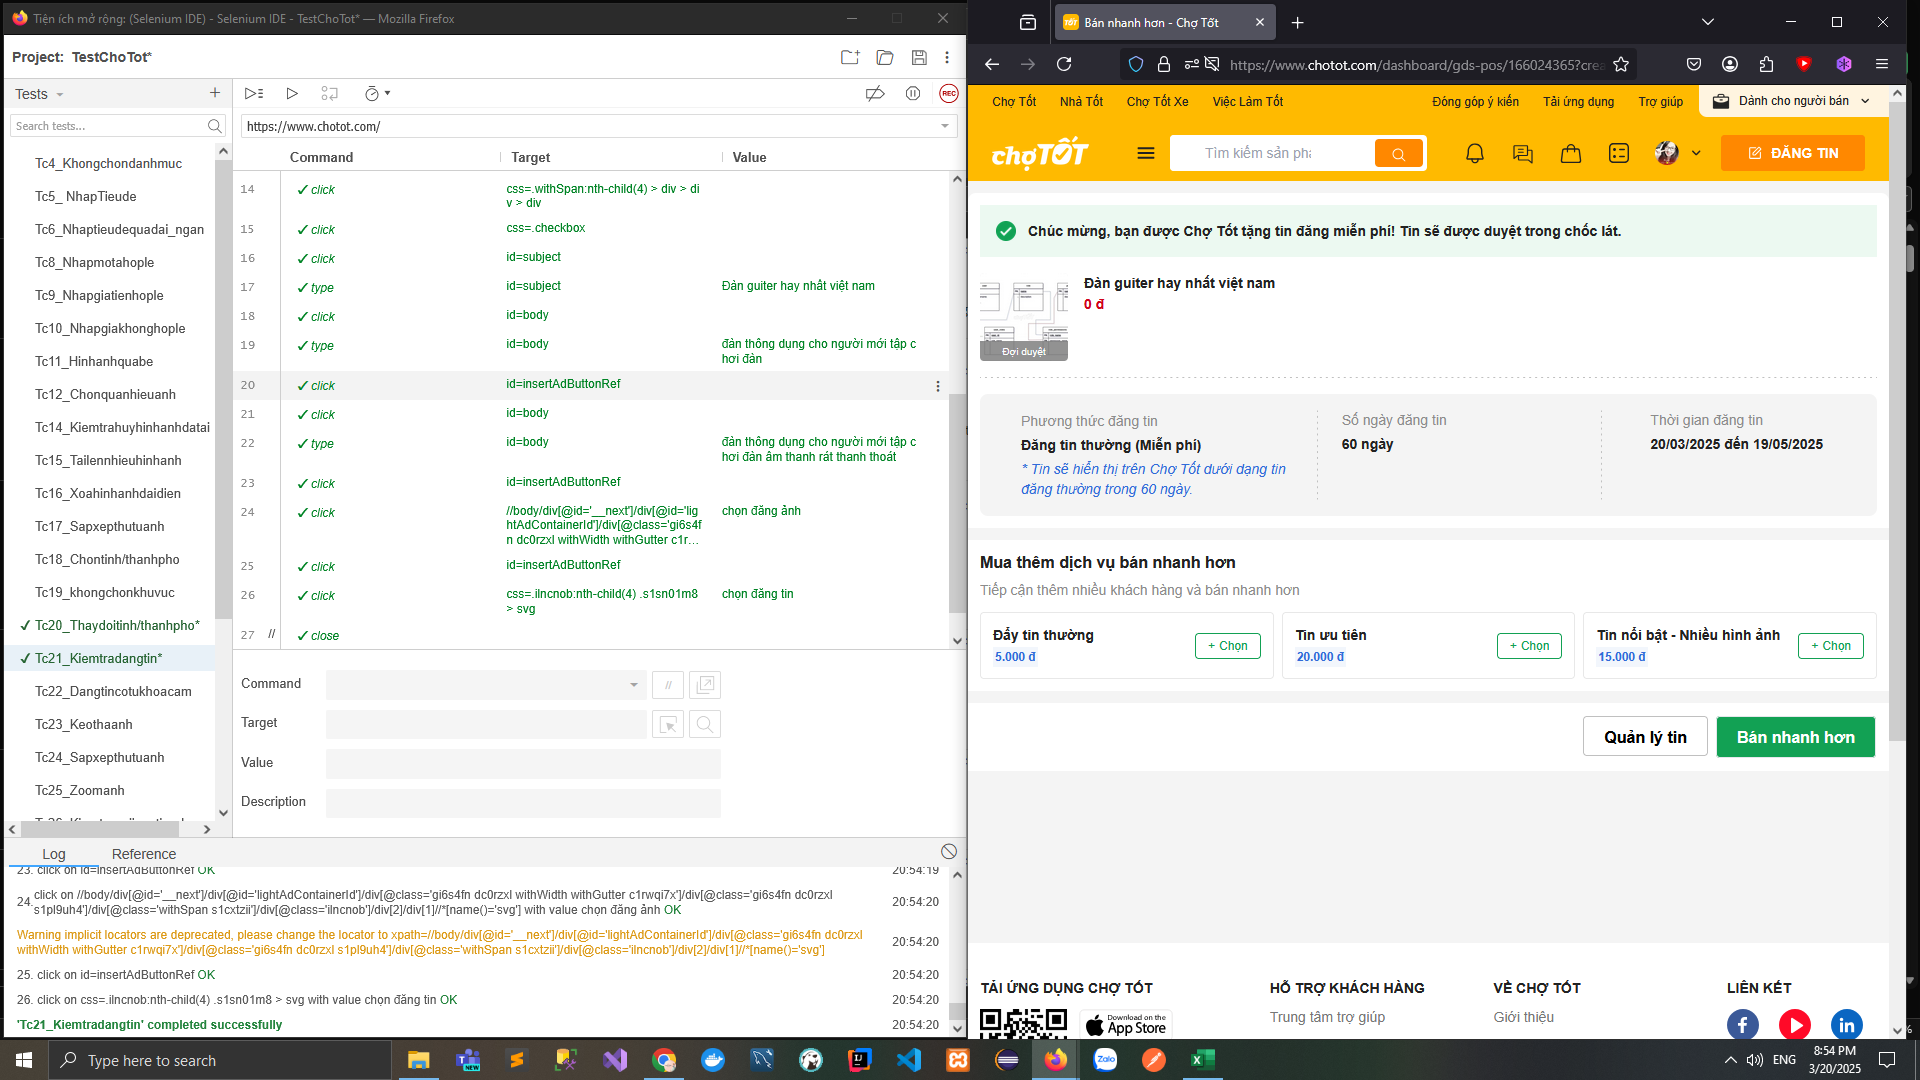 Tiện ích mở rộng: (Selenium IDE) - Selenium IDE - TestChoTot* — Mozilla Firefox
Project: TestChoTot*
Tests
Search tests...
Tc4_Khongchondanhmuc
Tc5_ NhapTieude
Tc6_Nhaptieudequadai_ngan
Tc8_Nhapmotahople
Tc9_Nhapgiatienhople
Tc10_Nhapgiakhonghople
Tc11_Hinhanhquabe
Tc12_Chonquanhieuanh
Tc14_Kiemtrahuyhinhanhdatai
Tc15_Tailennhieuhinhanh
Tc16_Xoahinhanhdaidien
Tc17_Sapxepthutuanh
Tc18_Chontinh/thanhpho
Tc19_khongchonkhuvuc
✓ Tc20_Thaydoitinh/thanhpho*
✓ Tc21_Kiemtradangtin*
Tc22_Dangtincotukhoacam
Tc23_Keothaanh
Tc24_Sapxepthutuanh
Tc25_Zoomanh
REC
https://www.chotot.com/
Command Target Value
14 ✓ click css=.withSpan:nth-child(4) > div > di
v > div
15 ✓ click css=.checkbox
16 ✓ click id=subject
17 ✓ type id=subject Đàn guiter hay nhất việt nam
18 ✓ click id=body
19 ✓ type id=body đàn thông dụng cho người mới tập c
hơi đàn
20 ✓ click id=insertAdButtonRef
21 ✓ click id=body
22 ✓ type id=body đàn thông dụng cho người mới tập c
hơi đàn âm thanh rát thanh thoát
23 ✓ click id=insertAdButtonRef
24 ✓ click //body/div[@id='__next']/div[@id='lig chọn đăng ảnh
htAdContainerId']/div[@class='gi6s4f
n dc0rzxl withWidth withGutter c1r...
25 ✓ click id=insertAdButtonRef
26 ✓ click css=.ilncnob:nth-child(4) .s1sn01m8 chọn đăng tin
> svg
27 // ✓ close
Command
//
Target
Value
Description
Log Reference
23. click on id=insertAdButtonRef OK 20:54:19
24. click on //body/div[@id='__next']/div[@id='lightAdContainerId']/div[@class='gi6s4fn dc0rzxl withWidth withGutter c1rwqi7x']/div[@class='gi6s4fn dc0rzxl
s1pl9uh4']/div[@class='withSpan s1cxtzii']/div[@class='ilncnob']/div[2]/div[1]//*[name()='svg'] with value chọn đăng ảnh OK 20:54:20
Warning implicit locators are deprecated, please change the locator to xpath=//body/div[@id='__next']/div[@id='lightAdContainerId']/div[@class='gi6s4fn dc0rzxl
withWidth withGutter c1rwqi7x']/div[@class='gi6s4fn dc0rzxl s1pl9uh4']/div[@class='withSpan s1cxtzii']/div[@class='ilncnob']/div[2]/div[1]//*[name()='svg'] 20:54:20
25. click on id=insertAdButtonRef OK 20:54:20
26. click on css=.ilncnob:nth-child(4) .s1sn01m8 > svg with value chọn đăng tin OK 20:54:20
'Tc21_Kiemtradangtin' completed successfully 20:54:20
Bán nhanh hơn - Chợ Tốt
https://www.chotot.com/dashboard/gds-pos/166024365?crea
Chợ Tốt Nhà Tốt Chợ Tốt Xe Việc Làm Tốt Đóng góp ý kiến Tải ứng dụng Trợ giúp Dành cho người bán
chợTỐT Tìm kiếm sản phẩ ĐĂNG TIN
Chúc mừng, bạn được Chợ Tốt tặng tin đăng miễn phí! Tin sẽ được duyệt trong chốc lát.
Đàn guiter hay nhất việt nam
0 đ
Đợi duyệt
Phương thức đăng tin Số ngày đăng tin Thời gian đăng tin
Đăng tin thường (Miễn phí) 60 ngày 20/03/2025 đến 19/05/2025
* Tin sẽ hiển thị trên Chợ Tốt dưới dạng tin
đăng thường trong 60 ngày.
Mua thêm dịch vụ bán nhanh hơn
Tiếp cận thêm nhiều khách hàng và bán nhanh hơn
Đẩy tin thường + Chọn Tin ưu tiên + Chọn Tin nổi bật - Nhiều hình ảnh + Chọn
5.000 đ 20.000 đ 15.000 đ
Quản lý tin Bán nhanh hơn
TẢI ỨNG DỤNG CHỢ TỐT HỖ TRỢ KHÁCH HÀNG VỀ CHỢ TỐT LIÊN KẾT
Download on the
App Store
Trung tâm trợ giúp Giới thiệu
Type here to search
NEW
Zalo
ENG
8:54 PM
3/20/2025